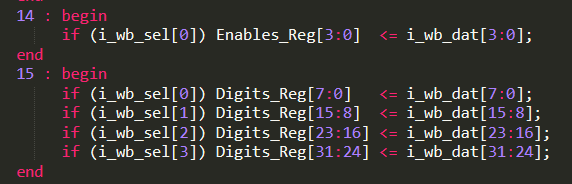 14 : begin
if (i_wb_sel[0]) Enables_Reg[3:0] <= i_wb_dat[3:0];
end
15 : begin
if (i_wb_sel[0]) Digits_Reg[7:0] <= i_wb_dat[7:0];
if (i_wb_sel[1]) Digits_Reg[15:8] <= i_wb_dat[15:8];
if (i_wb_sel[2]) Digits_Reg[23:16] <= i_wb_dat[23:16];
if (i_wb_sel[3]) Digits_Reg[31:24] <= i_wb_dat[31:24];
end